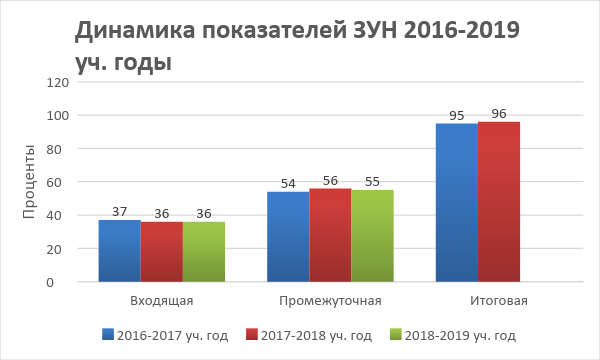 Динамика показателей ЗУН 2016-2019
уч. годы
Проценты
120
100
80
60
40
20
0
37
36
36
54
56
55
95
96
Входящая
Промежуточная
Итоговая
2016-2017 уч. год
2017-2018 уч. год
2018-2019 уч. год